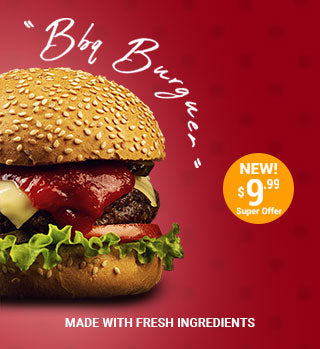 " Bbq Burguer "
NEW!
$9.99
Super Offer
MADE WITH FRESH INGREDIENTS